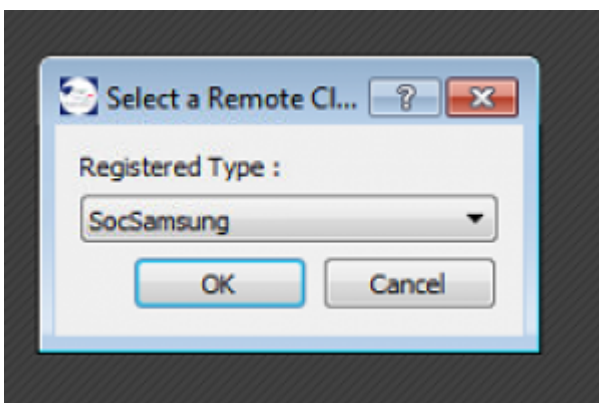 Select a Remote Cl...
Registered Type :
SocSamsung
OK
Cancel